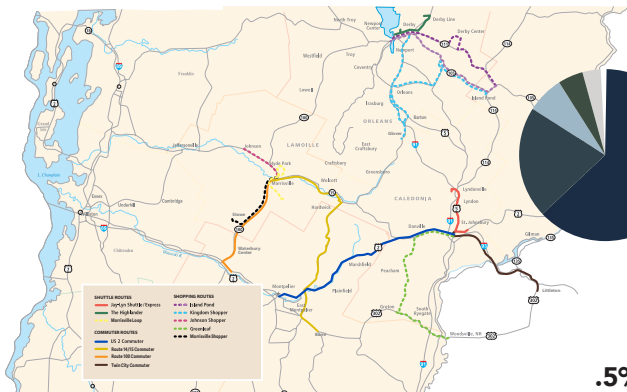 North Troy
Newport
Center
Derby
Derby Line
Derby Center
Westfield
Troy
Coventry
Lowell
Irasburg
Orleans
Barton
Glover
Island Pond
ORLEANS
Franklin
Jeffersonville
Johnson
LAMOILLE
Hyde Park
Morrisville
Craftsbury
East
Craftsbury
Greensboro
Wolcott
Hardwick
CALEDONIA
Lyndonville
Lyndon
St. Johnsbury
Danville
Gilman
Littleton
L. Champlain
Essex
Underhill
Cambridge
Chittenden
Stowe
Waterbury
Center
Montpelier
East
Montpelier
Plainfield
Marshfield
Peacham
Groton
South
Ryegate
Woodsville, NH
Barre
SHUTTLE ROUTES
Jay-Lyn Shuttle / Express
The Highlander
Morrisville Loop
COMMUTER ROUTES
US 2 Commuter
Route 14/15 Commuter
Route 100 Commuter
Twin City Commuter
SHOPPING ROUTES
Island Pond
Kingdom Shopper
Johnson Shopper
Greenleaf
Morrisville Shopper